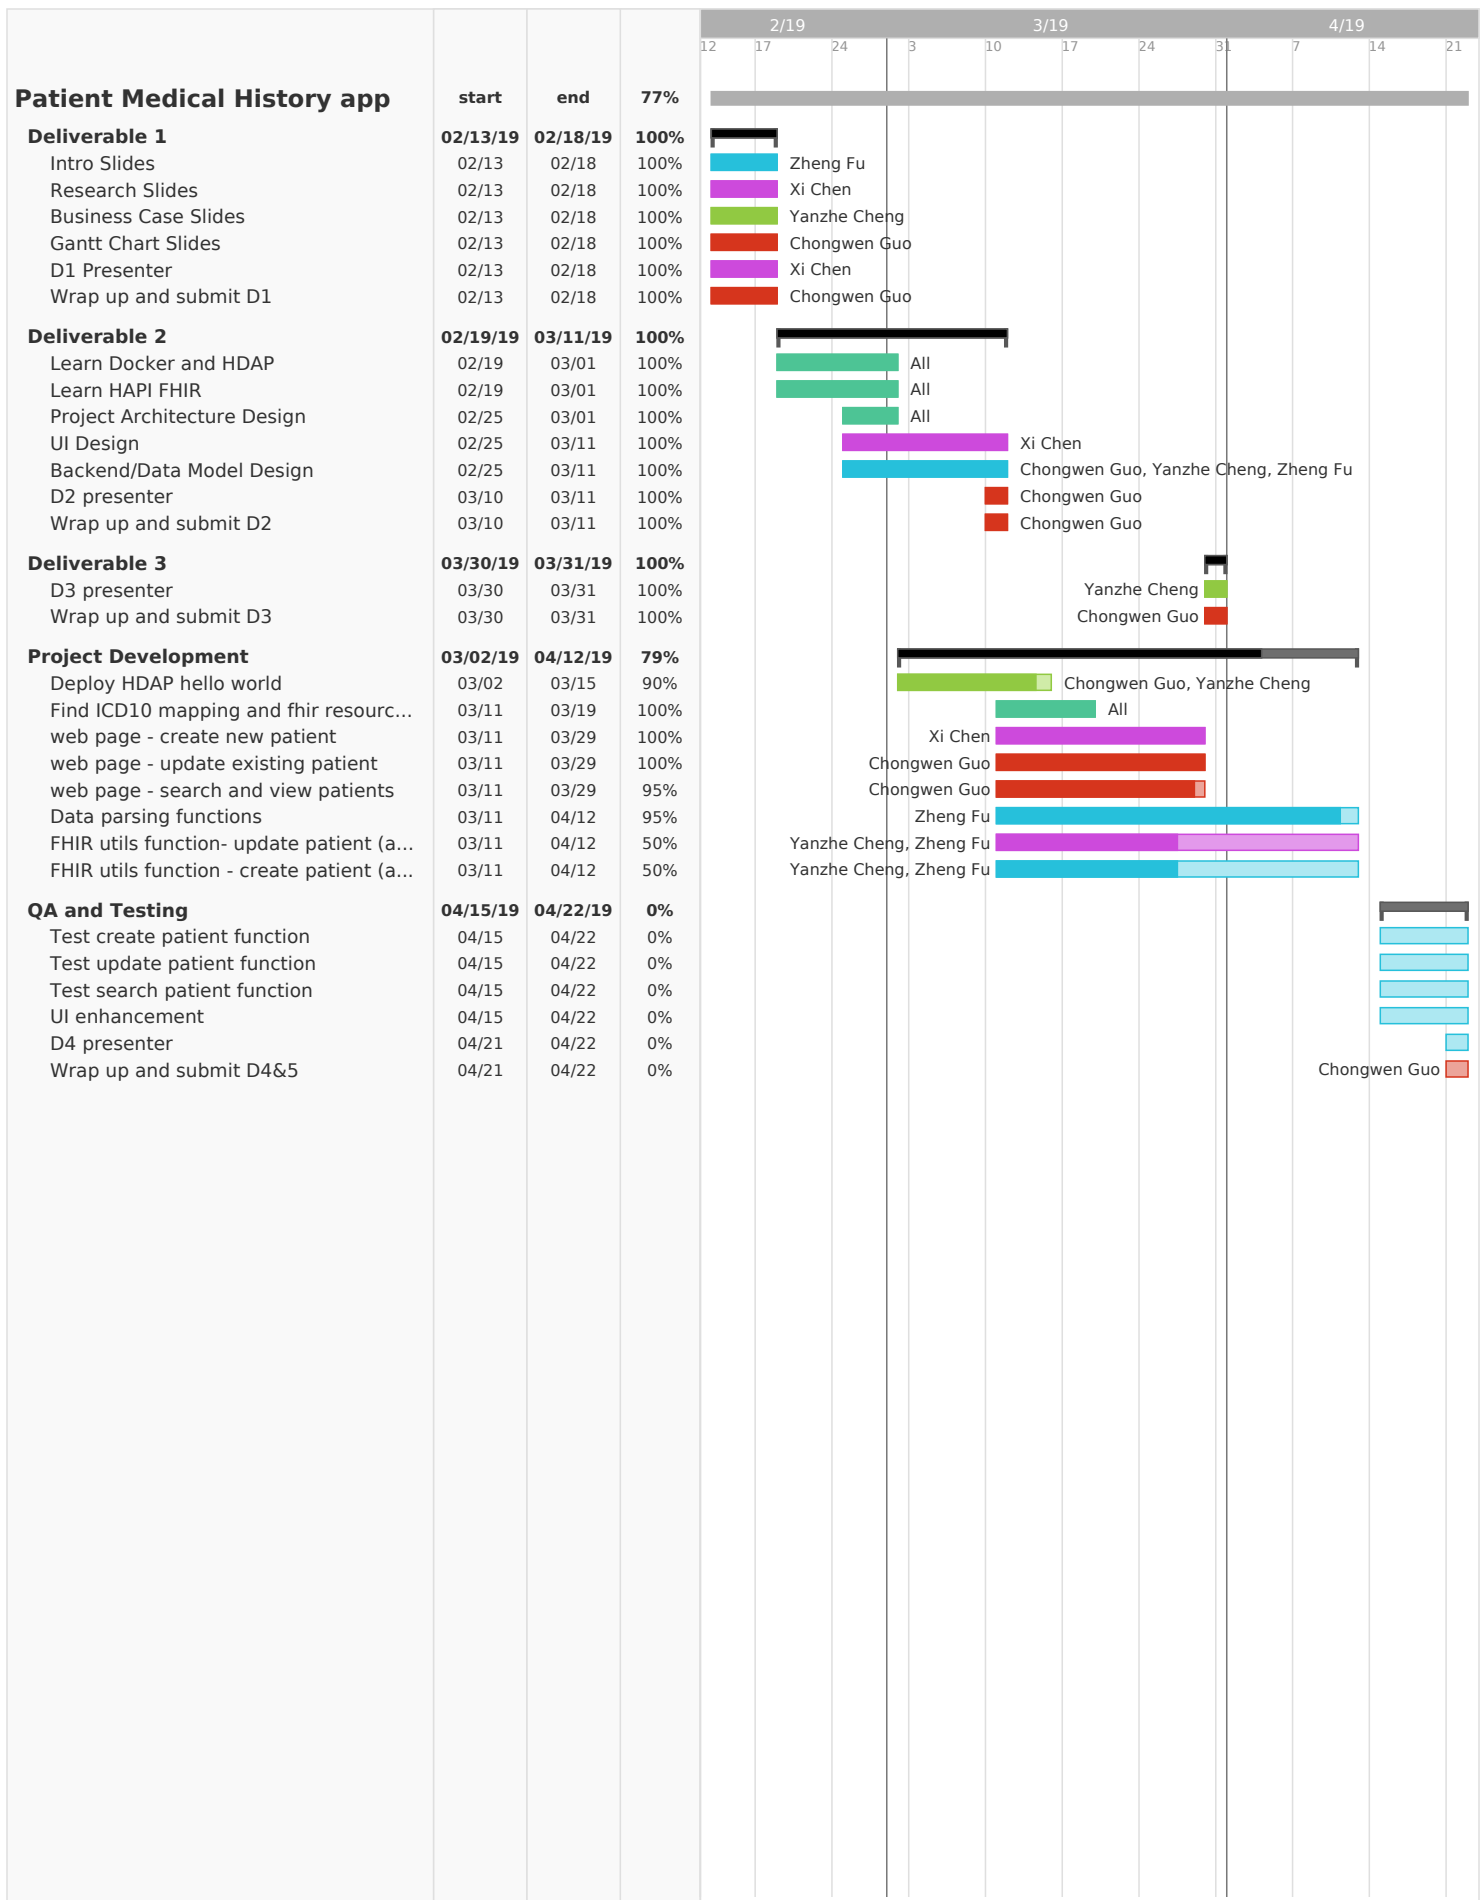 2/19 3/19 4/19
12 17 24 3 10 17 24 31 7 14 21
Patient Medical History app start end 77%
Deliverable 1 02/13/19 02/18/19 100%
Intro Slides 02/13 02/18 100% Zheng Fu
Research Slides 02/13 02/18 100% Xi Chen
Business Case Slides 02/13 02/18 100% Yanzhe Cheng
Gantt Chart Slides 02/13 02/18 100% Chongwen Guo
D1 Presenter 02/13 02/18 100% Xi Chen
Wrap up and submit D1 02/13 02/18 100% Chongwen Guo
Deliverable 2 02/19/19 03/11/19 100%
Learn Docker and HDAP 02/19 03/01 100% All
Learn HAPI FHIR 02/19 03/01 100% All
Project Architecture Design 02/25 03/01 100% All
UI Design 02/25 03/11 100% Xi Chen
Backend/Data Model Design 02/25 03/11 100% Chongwen Guo, Yanzhe Cheng, Zheng Fu
D2 presenter 03/10 03/11 100% Chongwen Guo
Wrap up and submit D2 03/10 03/11 100% Chongwen Guo
Deliverable 3 03/30/19 03/31/19 100%
D3 presenter 03/30 03/31 100% Yanzhe Cheng
Wrap up and submit D3 03/30 03/31 100% Chongwen Guo
Project Development 03/02/19 04/12/19 79%
Deploy HDAP hello world 03/02 03/15 90% Chongwen Guo, Yanzhe Cheng
Find ICD10 mapping and fhir resourc... 03/11 03/19 100% All
web page - create new patient 03/11 03/29 100% Xi Chen
web page - update existing patient 03/11 03/29 100% Chongwen Guo
web page - search and view patients 03/11 03/29 95% Chongwen Guo
Data parsing functions 03/11 04/12 95% Zheng Fu
FHIR utils function- update patient (a... 03/11 04/12 50% Yanzhe Cheng, Zheng Fu
FHIR utils function - create patient (a... 03/11 04/12 50% Yanzhe Cheng, Zheng Fu
QA and Testing 04/15/19 04/22/19 0%
Test create patient function 04/15 04/22 0%
Test update patient function 04/15 04/22 0%
Test search patient function 04/15 04/22 0%
UI enhancement 04/15 04/22 0%
D4 presenter 04/21 04/22 0%
Wrap up and submit D4&5 04/21 04/22 0% Chongwen Guo